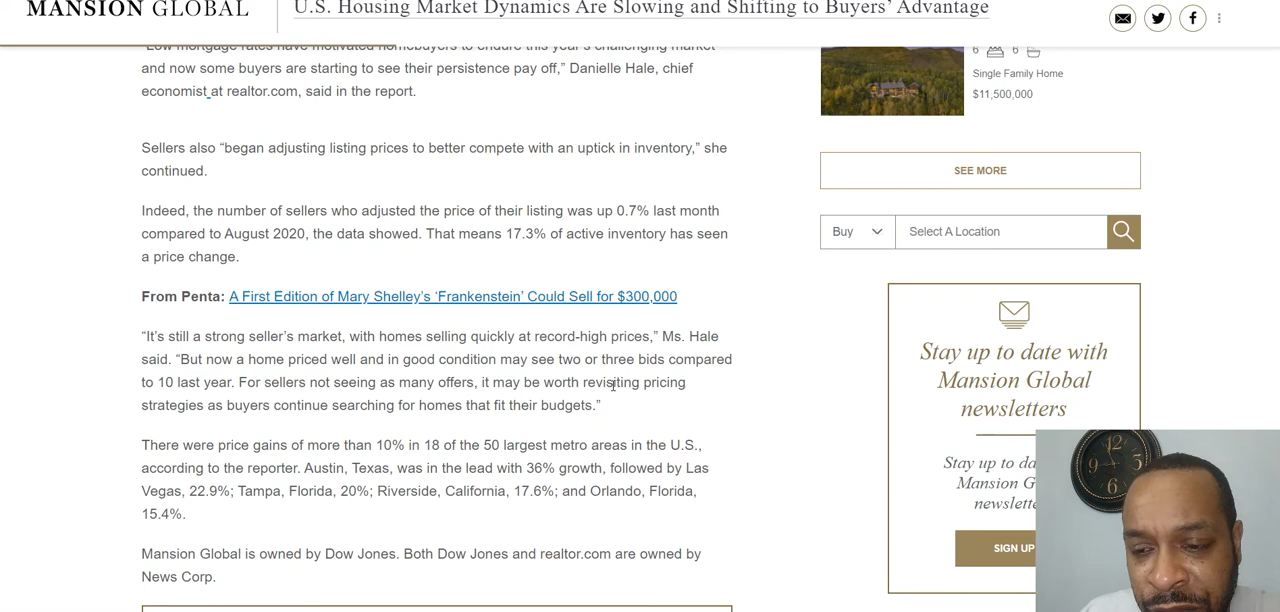 MANSION GLOBAL
U.S. Housing Market Dynamics Are Slowing and Shifting to Buyers’ Advantage
“Low mortgage rates have motivated homebuyers to endure this year’s challenging market
and now some buyers are starting to see their persistence pay off,” Danielle Hale, chief
economist at realtor.com, said in the report.
Sellers also “began adjusting listing prices to better compete with an uptick in inventory,” she
continued.
Indeed, the number of sellers who adjusted the price of their listing was up 0.7% last month
compared to August 2020, the data showed. That means 17.3% of active inventory has seen
a price change.
From Penta: A First Edition of Mary Shelley’s ‘Frankenstein’ Could Sell for $300,000
“It’s still a strong seller’s market, with homes selling quickly at record-high prices,” Ms. Hale
said. “But now a home priced well and in good condition may see two or three bids compared
to 10 last year. For sellers not seeing as many offers, it may be worth revisiting pricing
strategies as buyers continue searching for homes that fit their budgets.”
There were price gains of more than 10% in 18 of the 50 largest metro areas in the U.S.,
according to the reporter. Austin, Texas, was in the lead with 36% growth, followed by Las
Vegas, 22.9%; Tampa, Florida, 20%; Riverside, California, 17.6%; and Orlando, Florida,
15.4%.
Mansion Global is owned by Dow Jones. Both Dow Jones and realtor.com are owned by
News Corp.
6 6
Single Family Home
$11,500,000
SEE MORE
Buy Select A Location
Stay up to date with
Mansion Global
newsletters
Stay up to da
Mansion G
newslette
SIGN UP
12
3
6
9